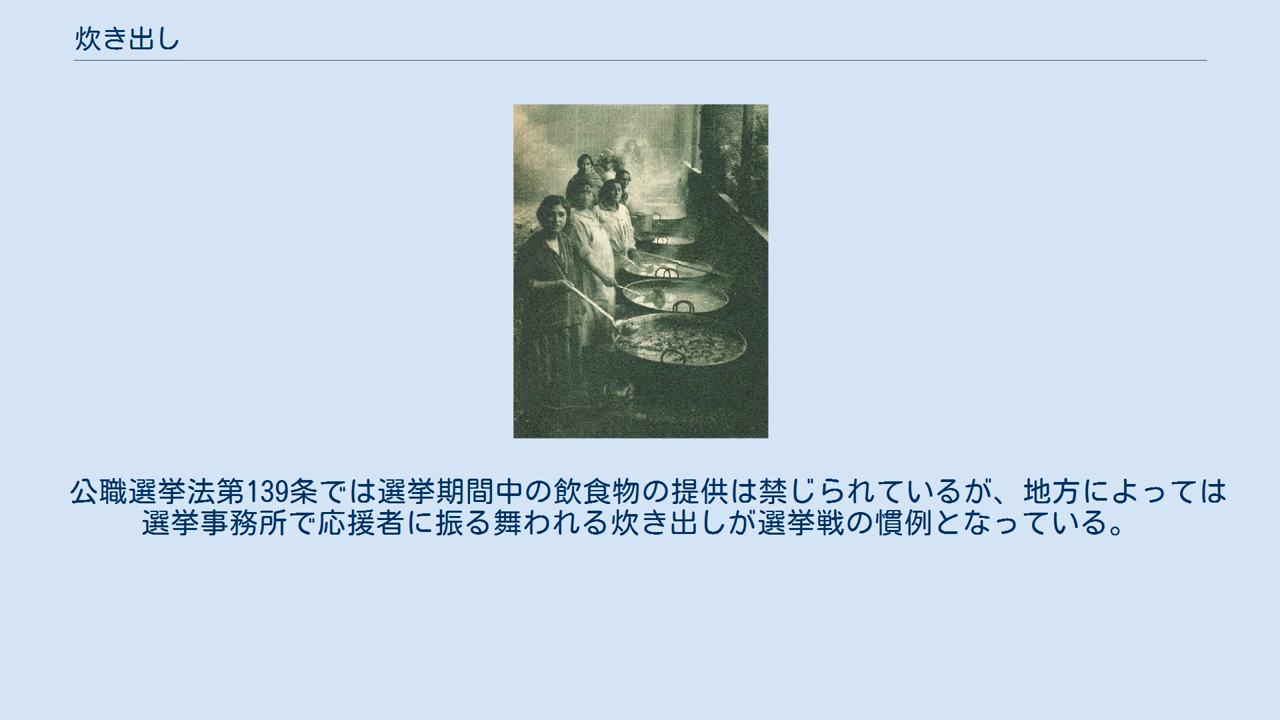 炊き出し
公職選挙法第139条では選挙期間中の飲食物の提供は禁じられているが、地方によっては
選挙事務所で応援者に振る舞われる炊き出しが選挙戦の慣例となっている。